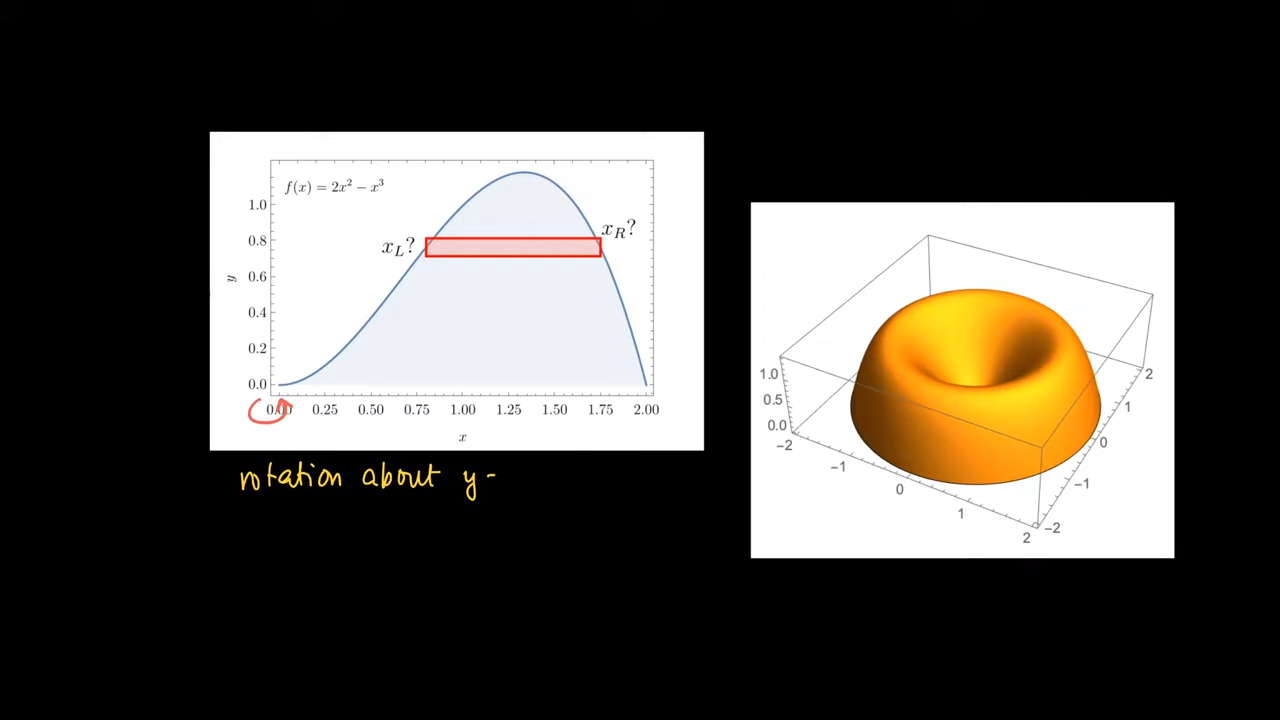 f(x) = 2x² − x³
x_L?
x_R?
y
1.0
0.8
0.6
0.4
0.2
0.0
0.00 0.25 0.50 0.75 1.00 1.25 1.50 1.75 2.00
x
rotation about y-
1.0
0.5
0.0
−2
−1
0
1
2
−2
−1
0
1
2